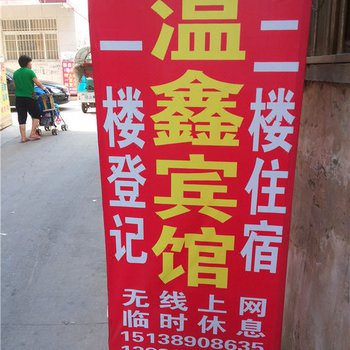 温鑫宾馆
一楼登记
二楼住宿
无线上网
临时休息
15138908635